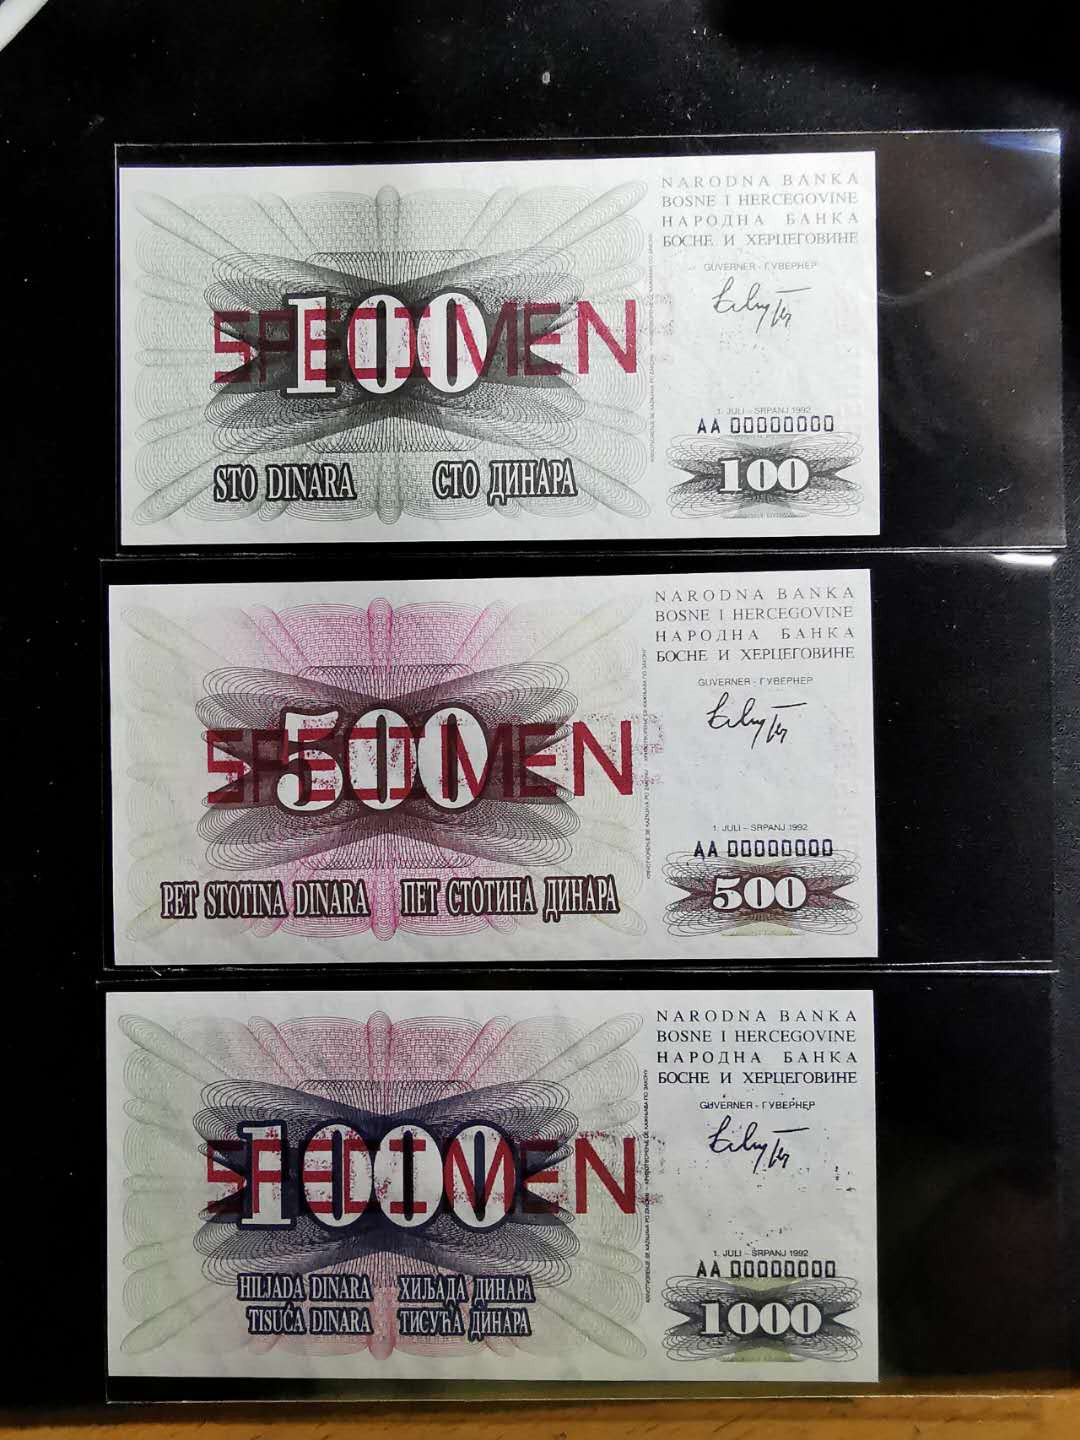 NARODNA BANKA
BOSNE I HERCEGOVINE
НАРОДНА БАНКА
БОСНЕ И ХЕРЦЕГОВИНЕ
GUVERNER - ГУВЕРНЕР
SPECIMEN
100
1. JULI - SRPANJ 1992
AA 00000000
100
STO DINARA СТО ДИНАРА
NARODNA BANKA
BOSNE I HERCEGOVINE
НАРОДНА БАНКА
БОСНЕ И ХЕРЦЕГОВИНЕ
GUVERNER - ГУВЕРНЕР
SPECIMEN
500
1. JULI - SRPANJ 1992
AA 00000000
500
PET STOTINA DINARA ПЕТ СТОТИНА ДИНАРА
NARODNA BANKA
BOSNE I HERCEGOVINE
НАРОДНА БАНКА
БОСНЕ И ХЕРЦЕГОВИНЕ
GUVERNER - ГУВЕРНЕР
SPECIMEN
1000
1. JULI - SRPANJ 1992
AA 00000000
1000
HILJADA DINARA ХИЉАДА ДИНАРА
TISUĆA DINARA ТИСУЋА ДИНАРА